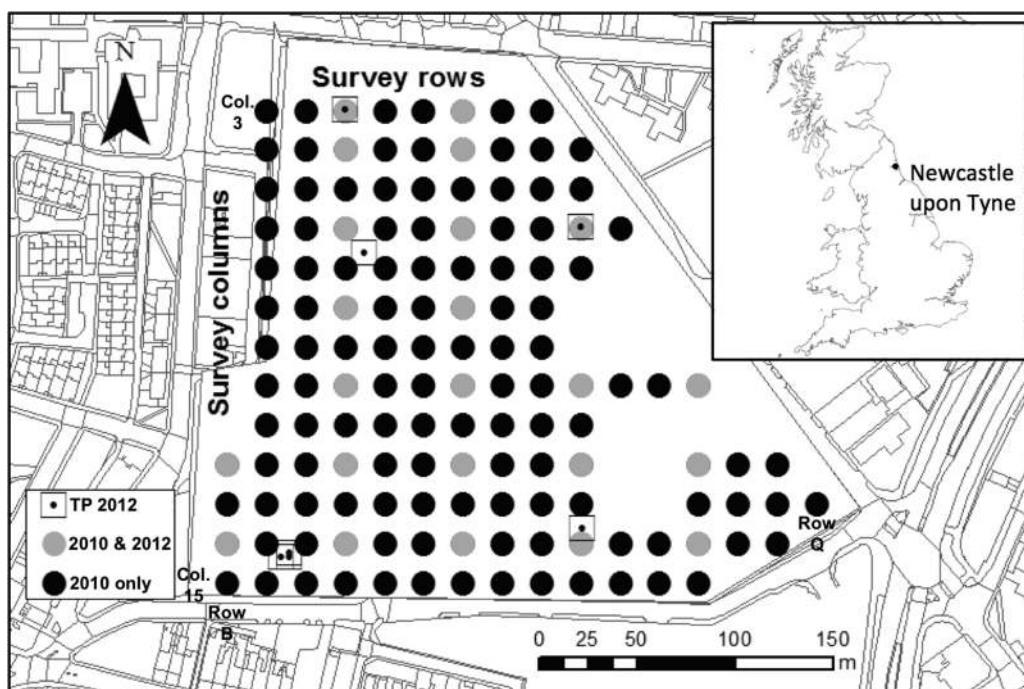 N
Survey rows
Col.
3
Survey columns
Newcastle
upon Tyne
TP 2012
2010 & 2012
2010 only
Col.
15
Row
B
Row
Q
0 25 50 100 150
m